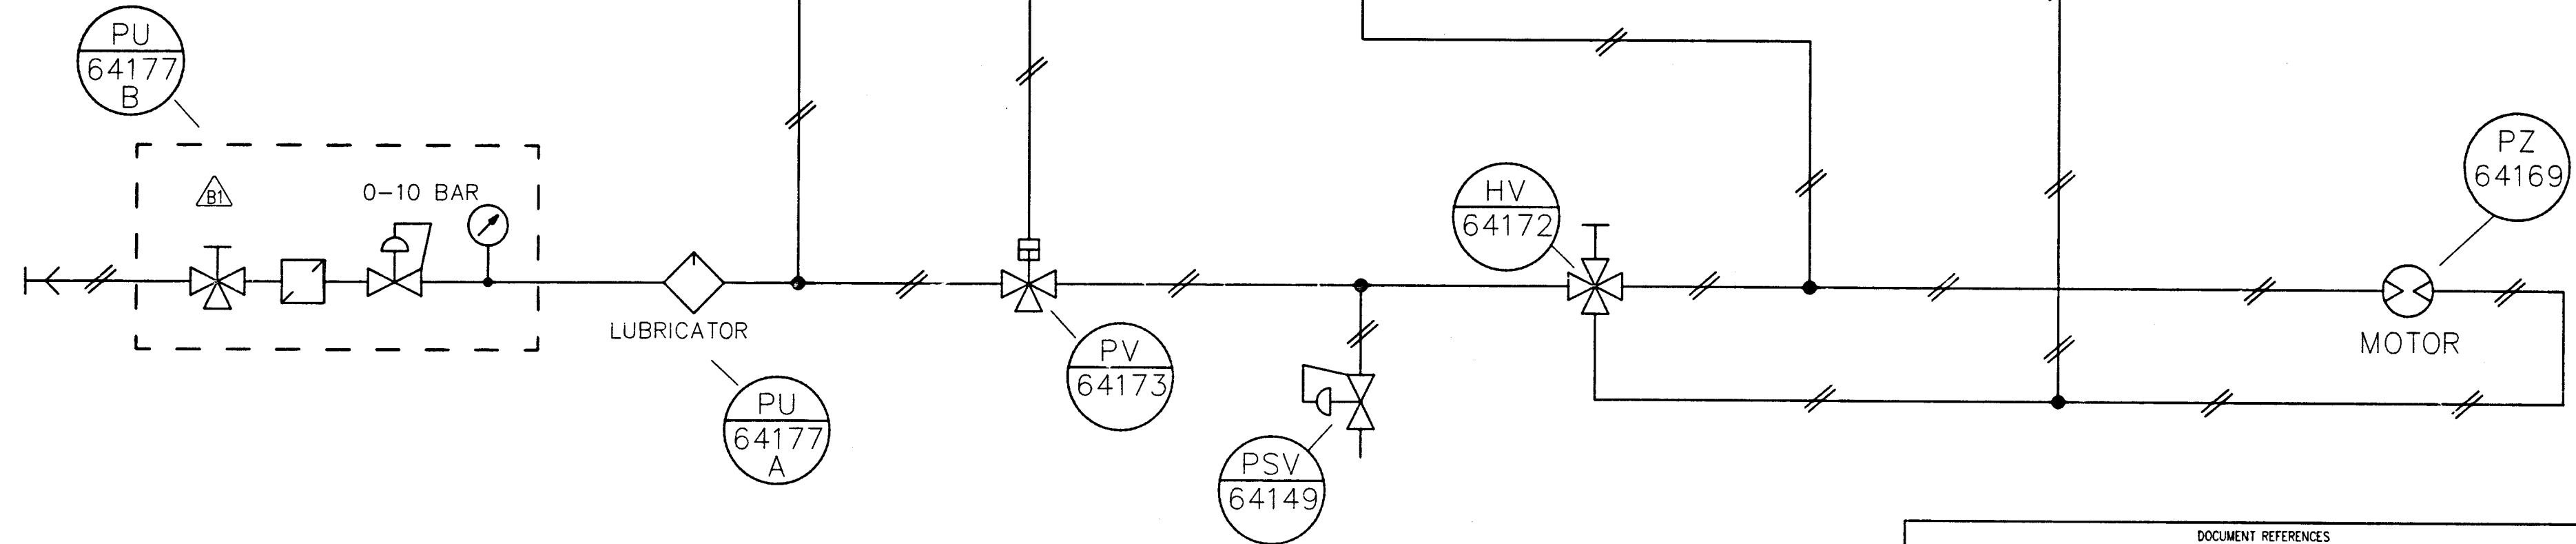 PU
64177
B
B1
0-10 BAR
LUBRICATOR
PU
64177
A
PV
64173
PSV
64149
HV
64172
PZ
64169
MOTOR
DOCUMENT REFERENCES